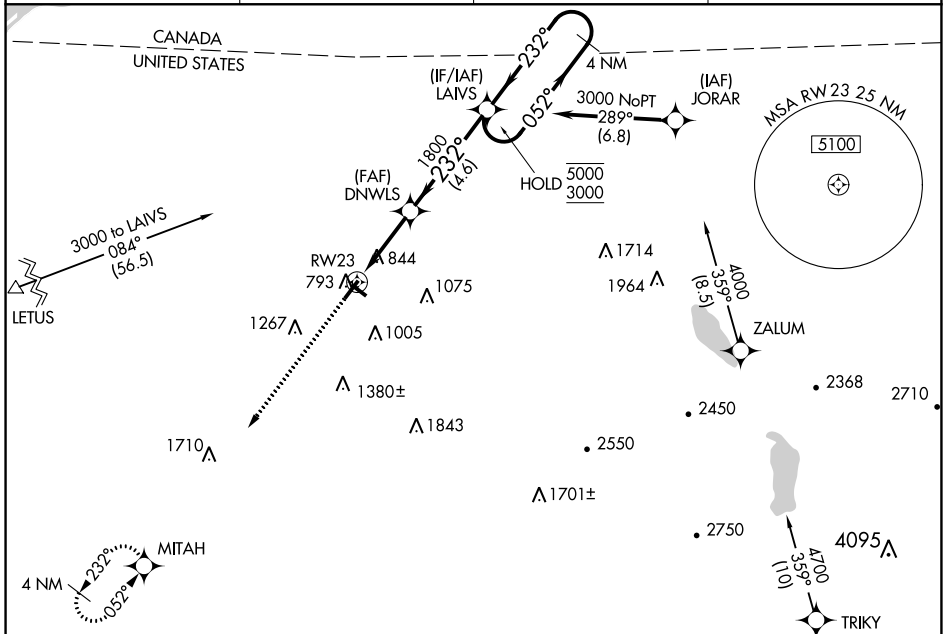 CANADA
UNITED STATES
232°
4 NM
052°
(IF/IAF)
LAIVS
3000 NoPT
289°
(6.8)
(IAF)
JORAR
MSA RW 23 25 NM
5100
1800
232°
(4.6)
HOLD
5000
3000
(FAF)
DNWLS
3000 to LAIVS
084°
(56.5)
LETUS
RW23
793
844
1075
1267
1005
1714
1964
4000
359°
(8.5)
ZALUM
1380±
1843
2368
2710
2450
2550
1710
1701±
2750
4095
MITAH
232°
052°
4 NM
4700
359°
(10)
TRIKY